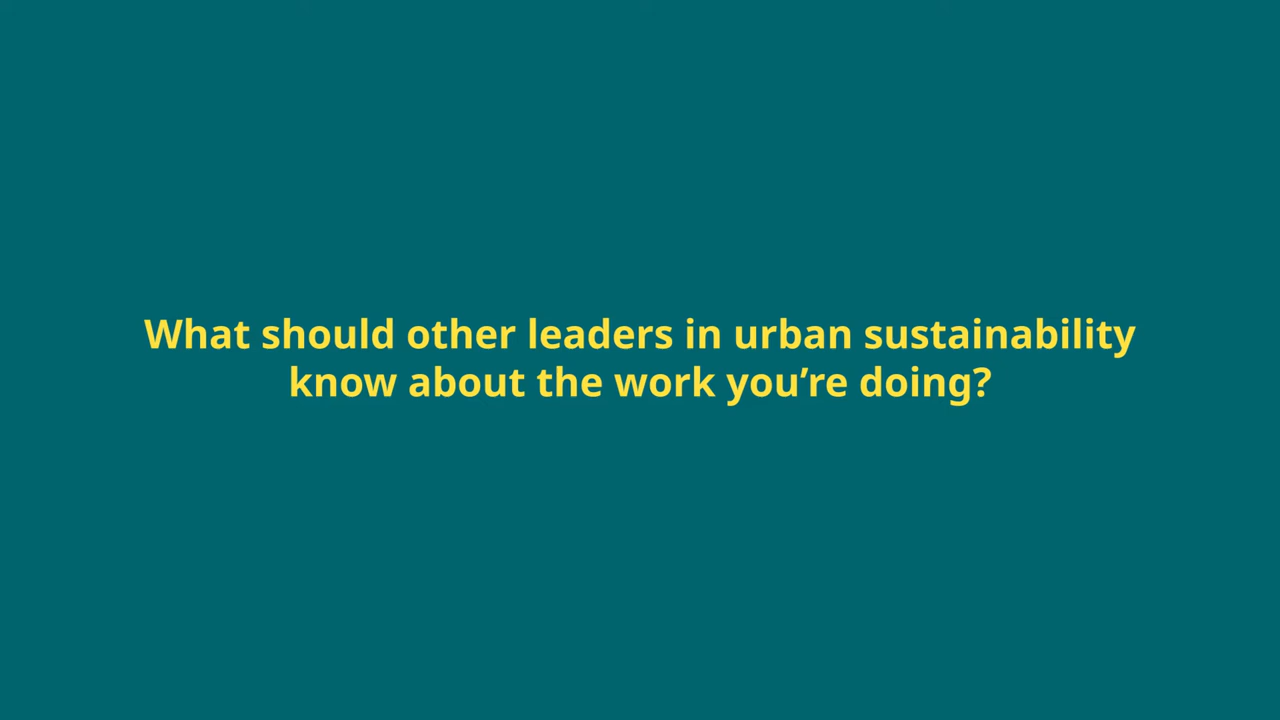 What should other leaders in urban sustainability
know about the work you’re doing?